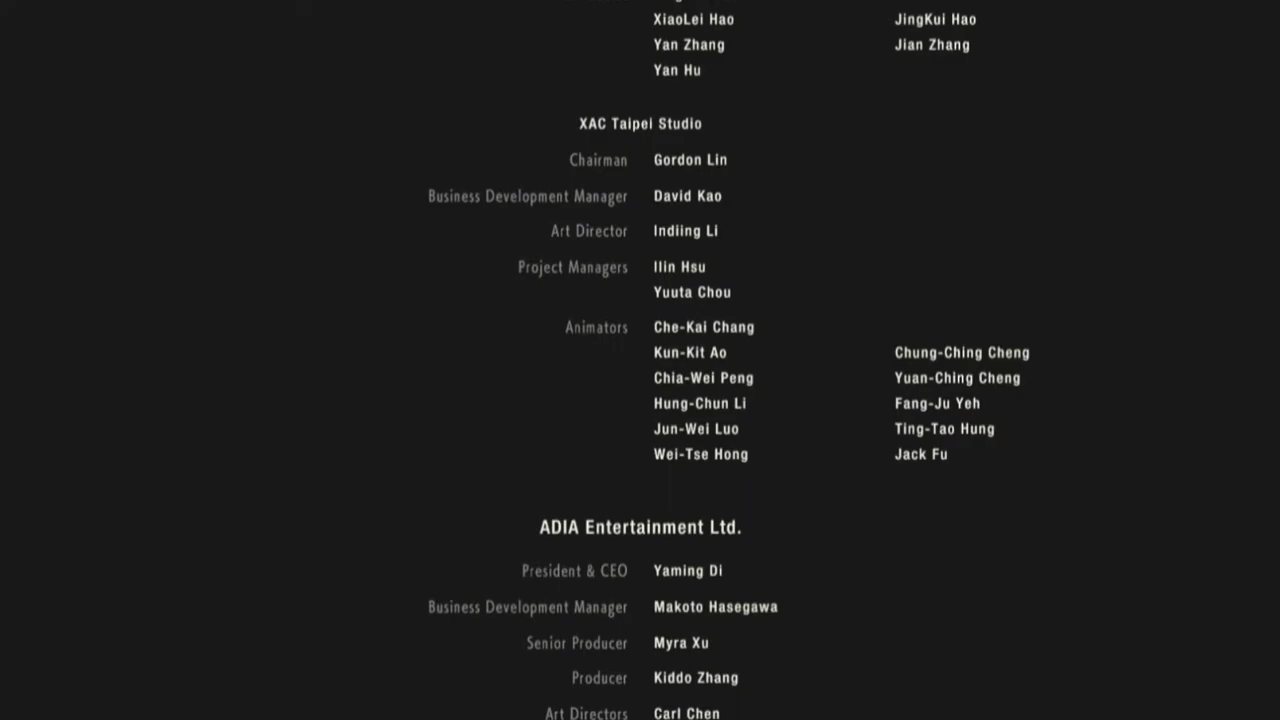 XiaoLei Hao JingKui Hao
Yan Zhang Jian Zhang
Yan Hu
XAC Taipei Studio
Chairman Gordon Lin
Business Development Manager David Kao
Art Director Indiing Li
Project Managers Ilin Hsu
Yuuta Chou
Animators Che-Kai Chang
Kun-Kit Ao Chung-Ching Cheng
Chia-Wei Peng Yuan-Ching Cheng
Hung-Chun Li Fang-Ju Yeh
Jun-Wei Luo Ting-Tao Hung
Wei-Tse Hong Jack Fu
ADIA Entertainment Ltd.
President & CEO Yaming Di
Business Development Manager Makoto Hasegawa
Senior Producer Myra Xu
Producer Kiddo Zhang
Art Directors Carl Chen